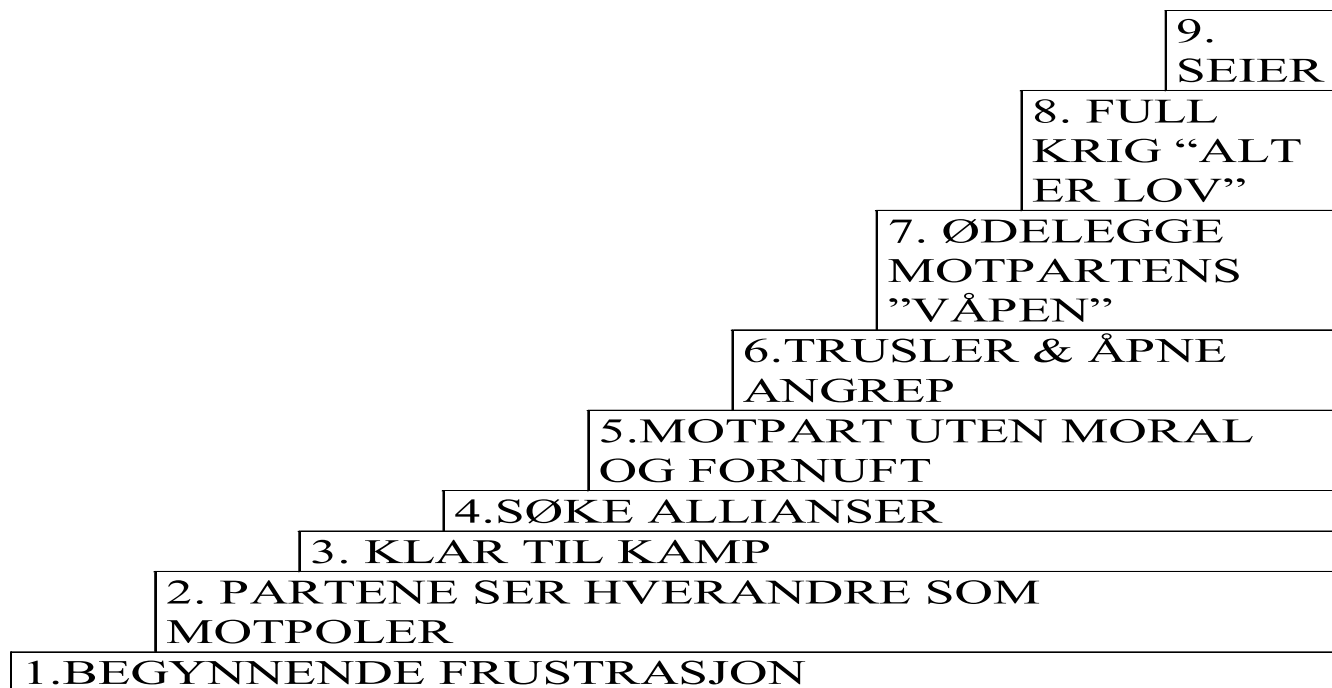 9.
SEIER
8. FULL
KRIG “ALT
ER LOV”
7. ØDELEGGE
MOTPARTENS
”VÅPEN”
6.TRUSLER & ÅPNE
ANGREP
5.MOTPART UTEN MORAL
OG FORNUFT
4.SØKE ALLIANSER
3. KLAR TIL KAMP
2. PARTENE SER HVERANDRE SOM
MOTPOLER
1.BEGYNNENDE FRUSTRASJON